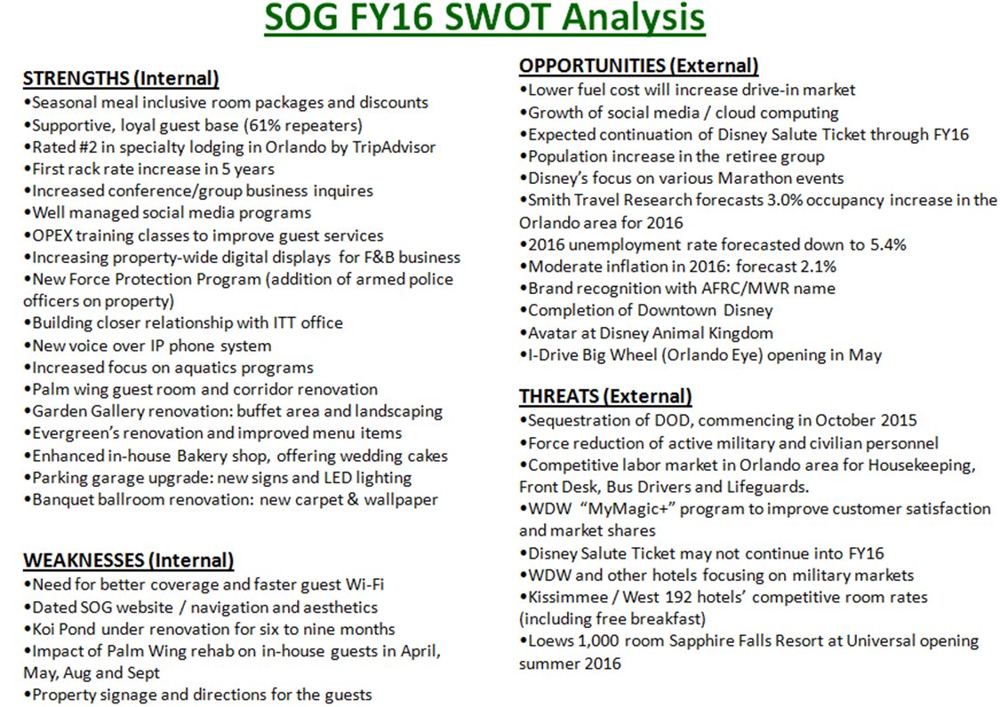 SOG FY16 SWOT Analysis
STRENGTHS (Internal)
•Seasonal meal inclusive room packages and discounts
•Supportive, loyal guest base (61% repeaters)
•Rated #2 in specialty lodging in Orlando by TripAdvisor
•First rack rate increase in 5 years
•Increased conference/group business inquires
•Well managed social media programs
•OPEX training classes to improve guest services
•Increasing property-wide digital displays for F&B business
•New Force Protection Program (addition of armed police
officers on property)
•Building closer relationship with ITT office
•New voice over IP phone system
•Increased focus on aquatics programs
•Palm wing guest room and corridor renovation
•Garden Gallery renovation: buffet area and landscaping
•Evergreen's renovation and improved menu items
•Enhanced in-house Bakery shop, offering wedding cakes
•Parking garage upgrade: new signs and LED lighting
•Banquet ballroom renovation: new carpet & wallpaper
WEAKNESSES (Internal)
•Need for better coverage and faster guest Wi-Fi
•Dated SOG website / navigation and aesthetics
•Koi Pond under renovation for six to nine months
•Impact of Palm Wing rehab on in-house guests in April,
May, Aug and Sept
•Property signage and directions for the guests
OPPORTUNITIES (External)
•Lower fuel cost will increase drive-in market
•Growth of social media / cloud computing
•Expected continuation of Disney Salute Ticket through FY16
•Population increase in the retiree group
•Disney's focus on various Marathon events
•Smith Travel Research forecasts 3.0% occupancy increase in the
Orlando area for 2016
•2016 unemployment rate forecasted down to 5.4%
•Moderate inflation in 2016: forecast 2.1%
•Brand recognition with AFRC/MWR name
•Completion of Downtown Disney
•Avatar at Disney Animal Kingdom
•I-Drive Big Wheel (Orlando Eye) opening in May
THREATS (External)
•Sequestration of DOD, commencing in October 2015
•Force reduction of active military and civilian personnel
•Competitive labor market in Orlando area for Housekeeping,
Front Desk, Bus Drivers and Lifeguards.
•WDW “MyMagic+” program to improve customer satisfaction
and market shares
•Disney Salute Ticket may not continue into FY16
•WDW and other hotels focusing on military markets
•Kissimmee / West 192 hotels' competitive room rates
(including free breakfast)
•Loews 1,000 room Sapphire Falls Resort at Universal opening
summer 2016